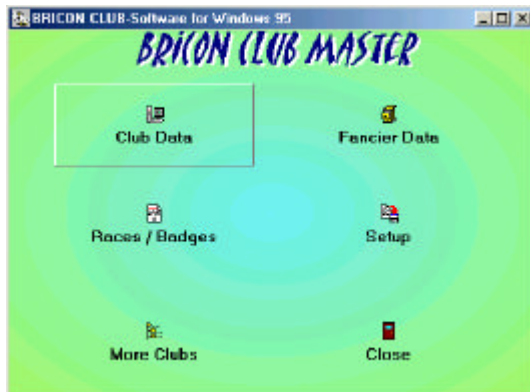 BRICON CLUB-Software for Windows 95
BRICON CLUB MASTER
Club Data
Fancier Data
Races / Badges
Setup
More Clubs
Close